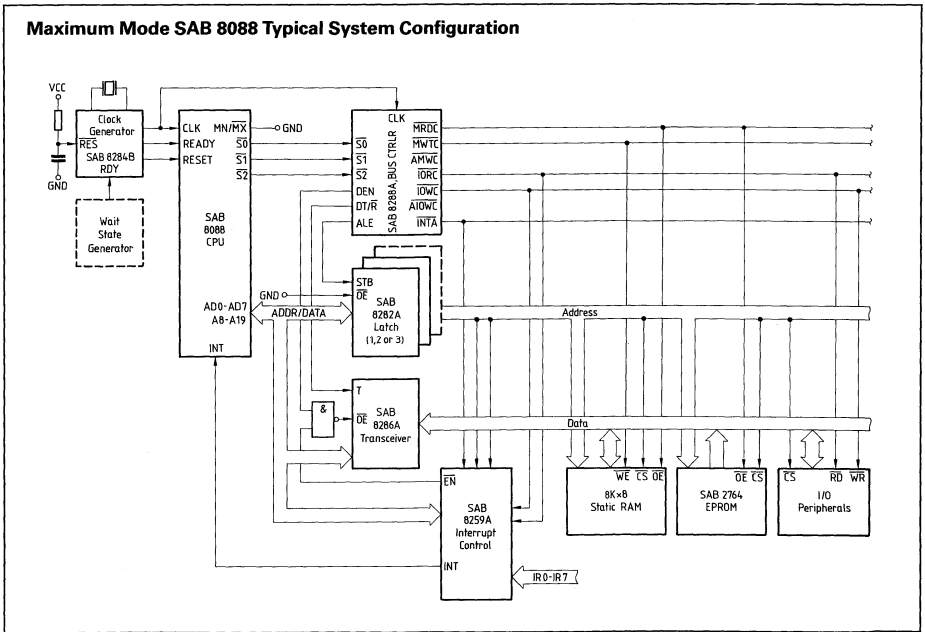 Maximum Mode SAB 8088 Typical System Configuration
VCC
Clock
Generator
RES
SAB 8284B
RDY
GND
Wait
State
Generator
CLK
MN/MX
GND
READY
S0
RESET
S1
S2
SAB
8088
CPU
AD0-AD7
A8-A19
INT
CLK
S0
S1
S2
DEN
DT/R
ALE
SAB 8288A, BUS CTRLR
MRDC
MWTC
AMWC
IORC
IOWC
AIOWC
INTA
GND
STB
OE
SAB
8282A
Latch
(1,2 or 3)
ADDR/DATA
Address
T
&
OE
SAB
8286A
Transceiver
Data
EN
SAB
8259A
Interrupt
Control
INT
IR0-IR7
WE CS OE
8K×8
Static RAM
OE CS
SAB 2764
EPROM
CS RD WR
I/O
Peripherals